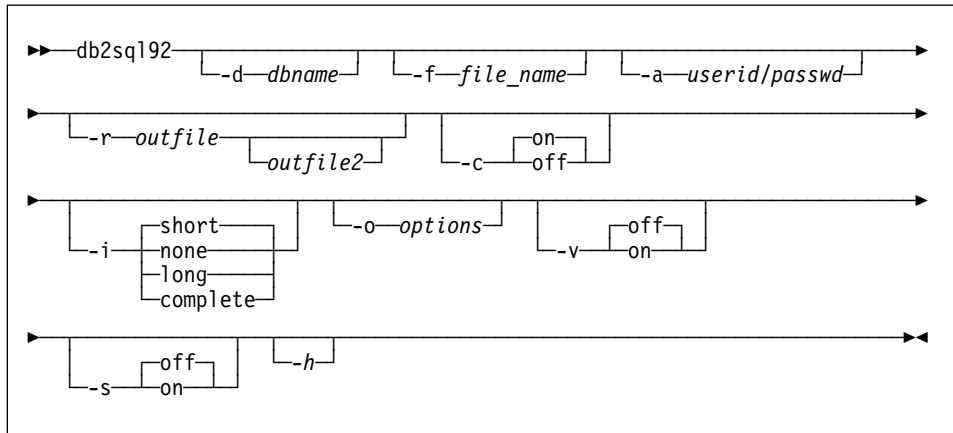 db2sql92 -d dbname -f file_name -a userid/passwd
-r outfile outfile2 -c on off
-i short none long complete -o options -v off on
-s off on -h